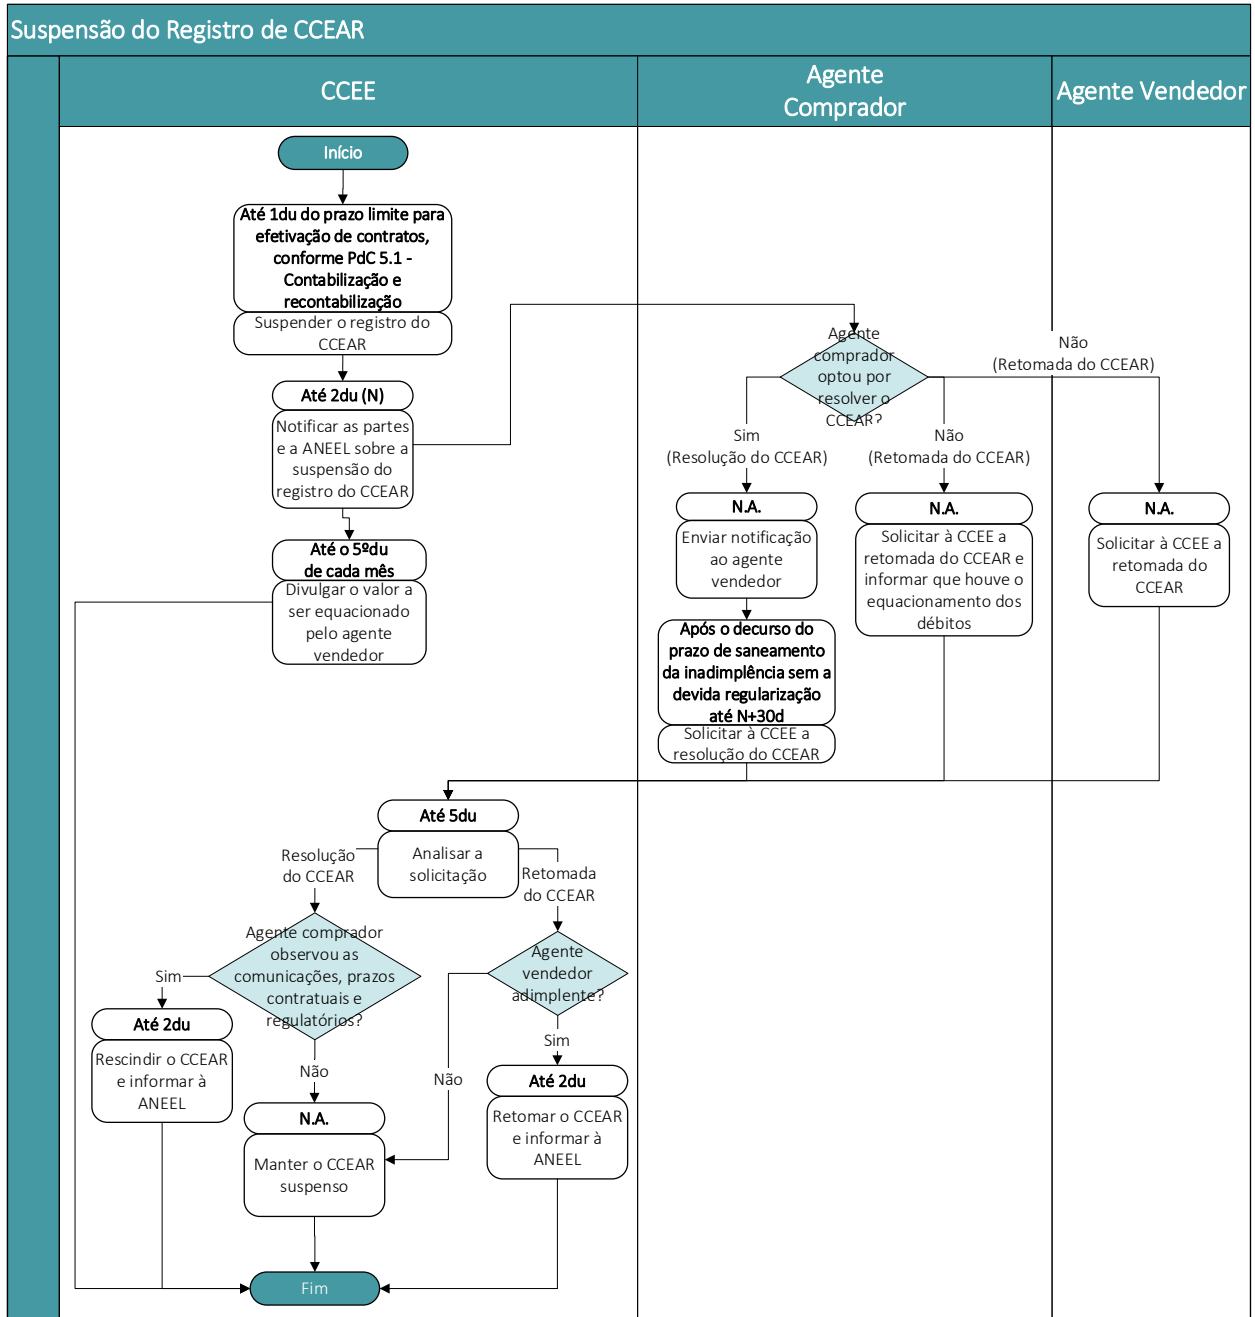 Suspensão do Registro de CCEAR
CCEE
Agente
Comprador
Agente Vendedor
Início
Até 1du do prazo limite para
efetivação de contratos,
conforme PdC 5.1 -
Contabilização e
recontabilização
Suspender o registro do
CCEAR
Até 2du (N)
Notificar as partes
e a ANEEL sobre a
suspensão do
registro do CCEAR
Até o 5ºdu
de cada mês
Divulgar o valor a
ser equacionado
pelo agente
vendedor
Agente
comprador
optou por
resolver o
CCEAR?
Não
(Retomada do CCEAR)
Sim
(Resolução do CCEAR)
Não
(Retomada do CCEAR)
N.A.
Enviar notificação
ao agente
vendedor
N.A.
Solicitar à CCEE a
retomada do CCEAR e
informar que houve o
equacionamento dos
débitos
N.A.
Solicitar à CCEE a
retomada do
CCEAR
Após o decurso do
prazo de saneamento
da inadimplência sem a
devida regularização
até N+30d
Solicitar à CCEE a
resolução do CCEAR
Até 5du
Analisar a
solicitação
Resolução
do CCEAR
Retomada
do CCEAR
Agente comprador
observou as
comunicações, prazos
contratuais e
regulatórios?
Agente
vendedor
adimplente?
Sim
Até 2du
Rescindir o CCEAR
e informar à
ANEEL
Não
Não
Sim
N.A.
Manter o CCEAR
suspenso
Até 2du
Retomar o CCEAR
e informar à
ANEEL
Fim